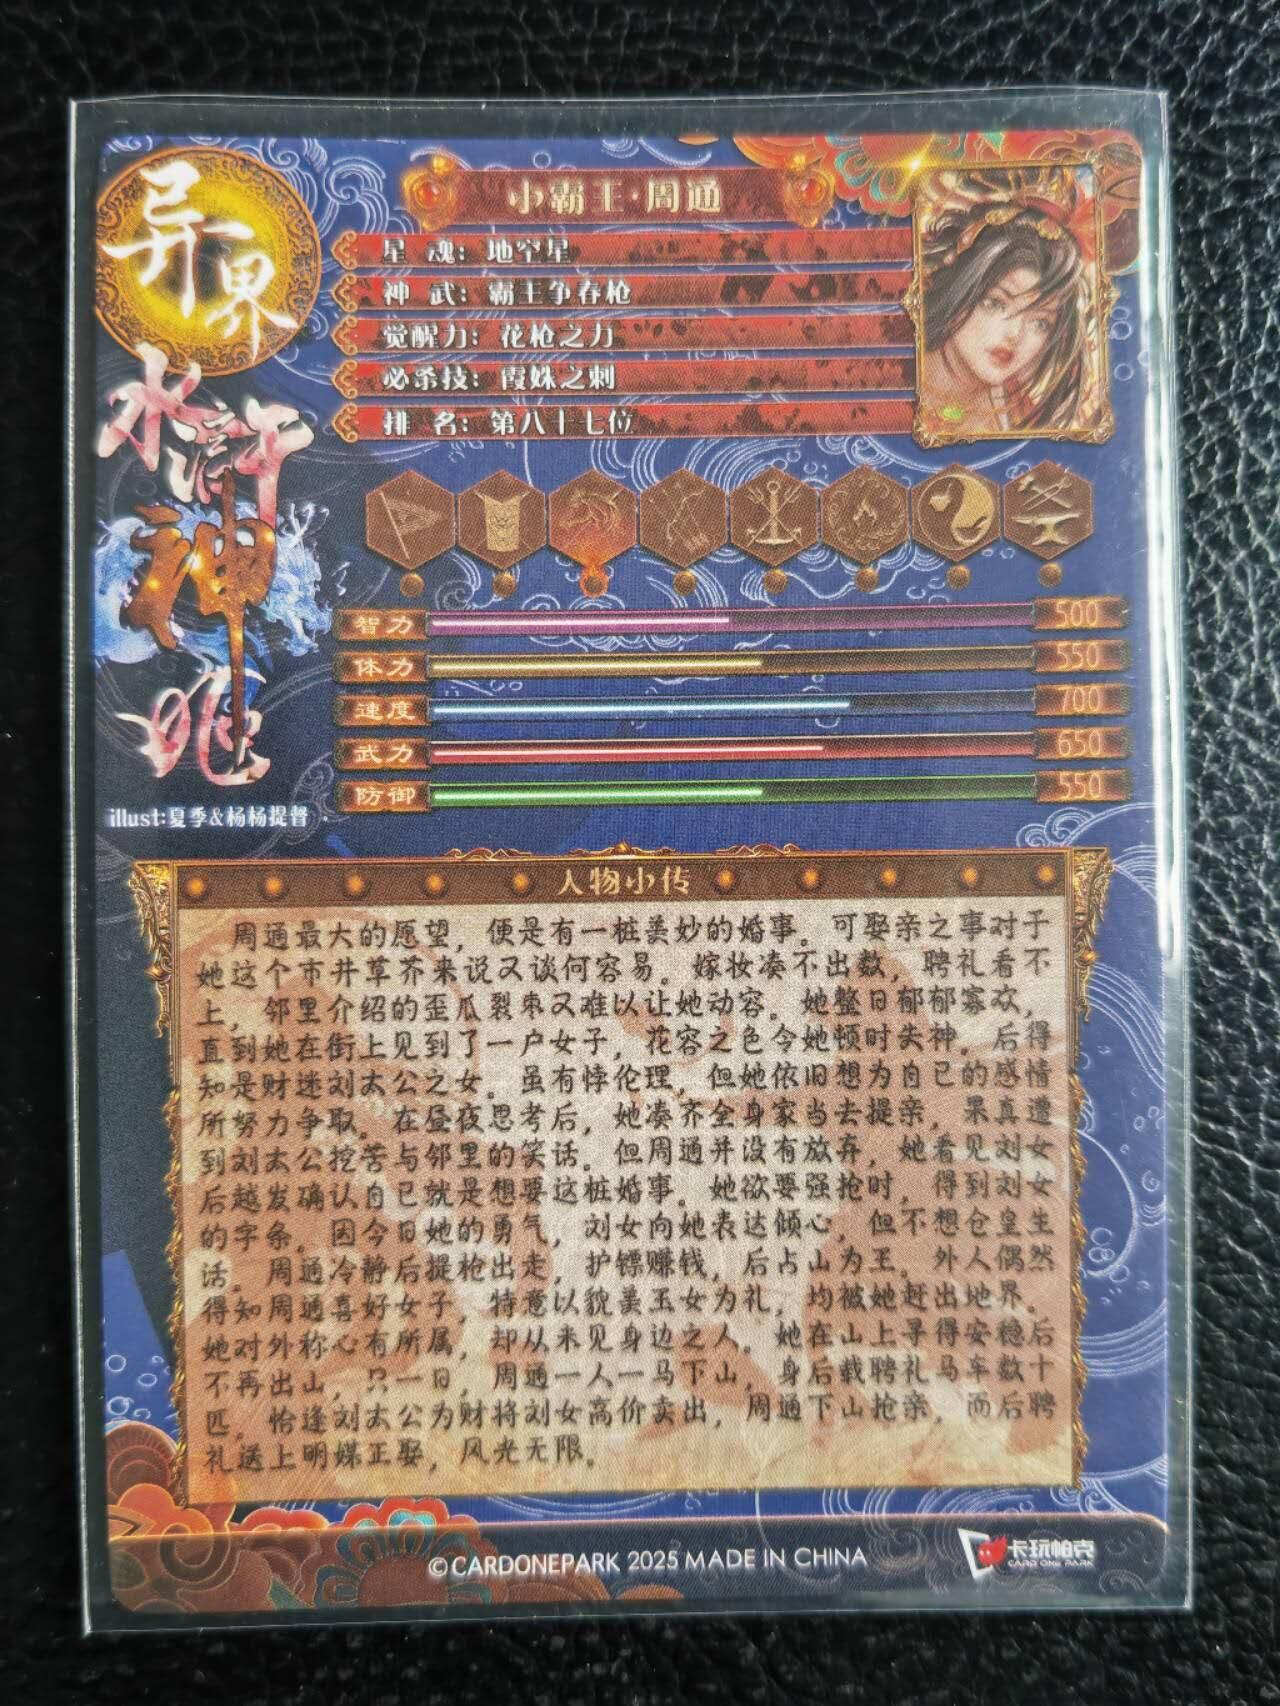 异界
水浒
神
小霸王·周通
星 魂：地空星
神 武：霸王争春枪
觉醒力：花枪之力
必杀技：霞姝之刺
排 名：第八十七位
智力 500
体力 550
速度 700
武力 650
防御 550
illust:夏季&杨杨提督
人物小传
周通最大的愿望，便是有一桩美妙的婚事。可娶亲之事对于
她这个市井草芥来说又谈何容易。嫁妆凑不出数，聘礼看不
上，邻里介绍的歪瓜裂枣又难以让她动容。她整日郁郁寡欢，
直到她在街上见到了一户女子，花容之色令她顿时失神，后得
知是财迷刘太公之女。虽有悖伦理，但她依旧想为自己的感情
所努力争取。在昼夜思考后，她凑齐全身家当去提亲，果真遭
到刘太公挖苦与邻里的笑话。但周通并没有放弃，她看见刘女
后越发确认自己就是想要这桩婚事。她欲要强抢时，得到刘女
的字条。因今日她的勇气，刘女向她表达倾心，但不想仓皇生
活。周通冷静后提枪出走，护镖赚钱，后占山为王。外人偶然
得知周通喜好女子，特意以貌美玉女为礼，均被她赶出地界。
她对外称心有所属，却从未见身边之人。她在山上寻得安稳后
不再出山，只一日，周通一人一马下山，身后载聘礼马车数十
匹。恰逢刘太公为财将刘女高价卖出，周通下山抢亲，而后聘
礼送上明媒正娶，风光无限。
©CARDONEPARK 2025 MADE IN CHINA
卡玩帕克
CARD ONE PARK